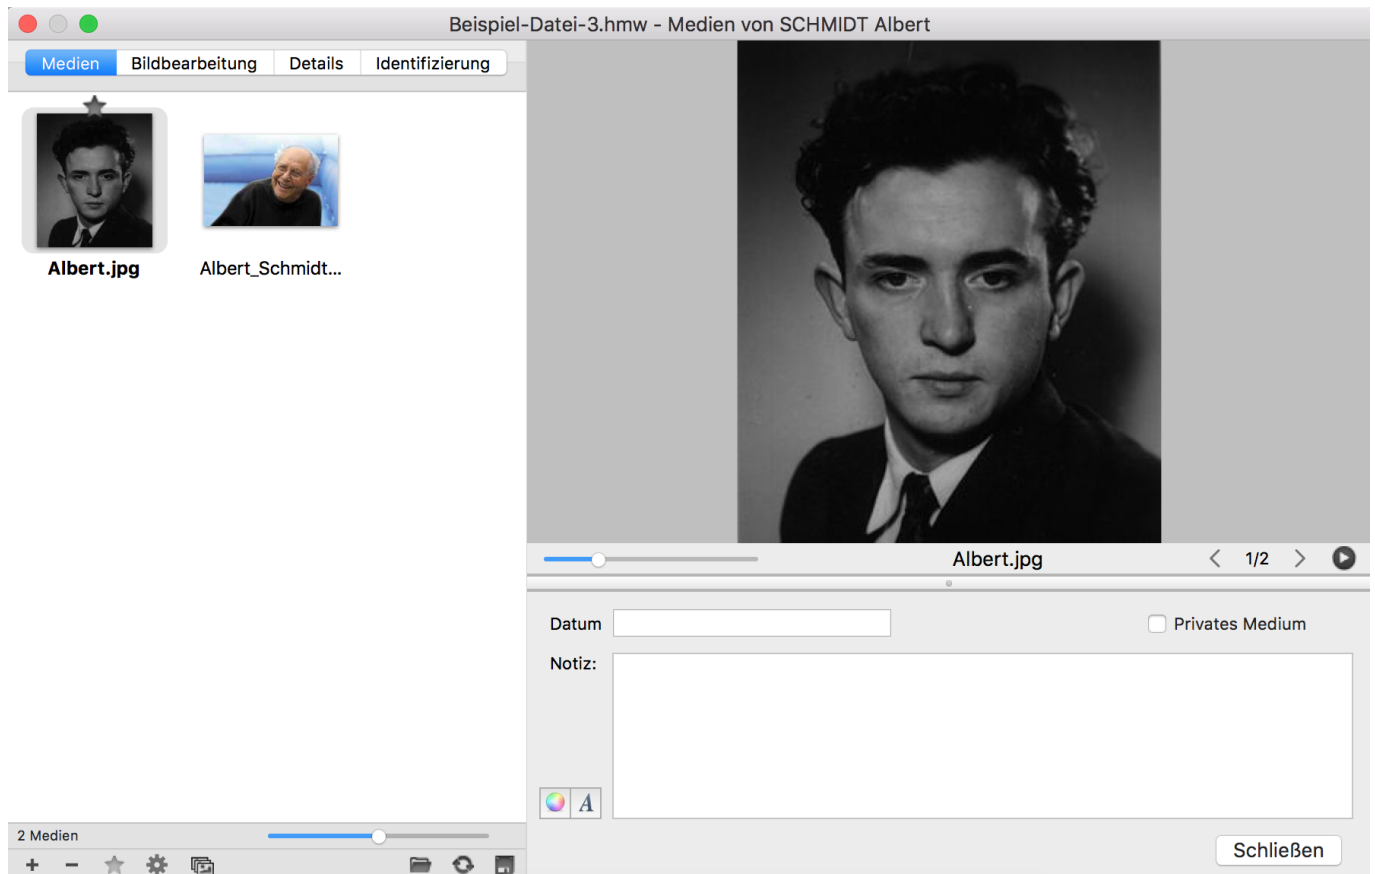 Beispiel-Datei-3.hmw - Medien von SCHMIDT Albert
Medien Bildbearbeitung Details Identifizierung
Albert.jpg Albert_Schmidt...
Albert.jpg 1/2
Datum Privates Medium
Notiz:
A
2 Medien
Schließen